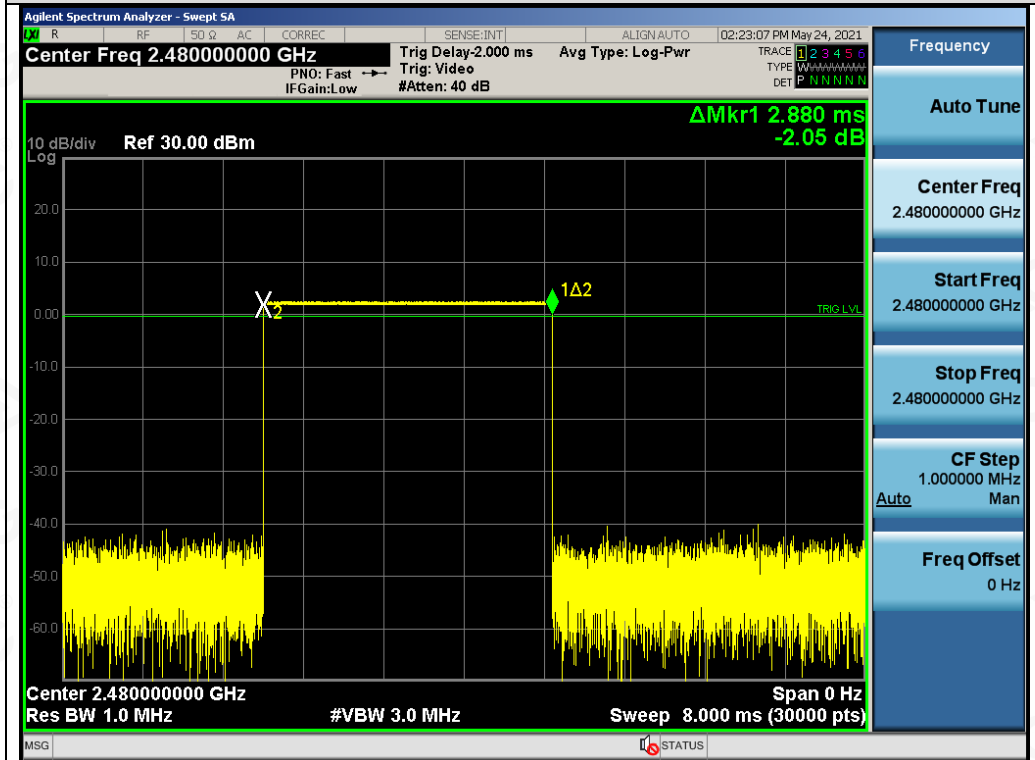 Agilent Spectrum Analyzer - Swept SA
LXI R RF 50 Ω AC CORREC SENSE:INT ALIGN AUTO 02:23:07 PM May 24, 2021
Center Freq 2.480000000 GHz
PNO: Fast
IFGain:Low
Trig Delay-2.000 ms
Trig: Video
#Atten: 40 dB
Avg Type: Log-Pwr
TRACE 1 2 3 4 5 6
TYPE
DET P N N N N N
ΔMkr1 2.880 ms
-2.05 dB
10 dB/div Ref 30.00 dBm
Log
20.0
10.0
0.00
-10.0
-20.0
-30.0
-40.0
-50.0
-60.0
X2
1Δ2
TRIG LVL
Center 2.480000000 GHz Span 0 Hz
Res BW 1.0 MHz #VBW 3.0 MHz Sweep 8.000 ms (30000 pts)
MSG STATUS
Frequency
Auto Tune
Center Freq
2.480000000 GHz
Start Freq
2.480000000 GHz
Stop Freq
2.480000000 GHz
CF Step
1.000000 MHz
Auto Man
Freq Offset
0 Hz